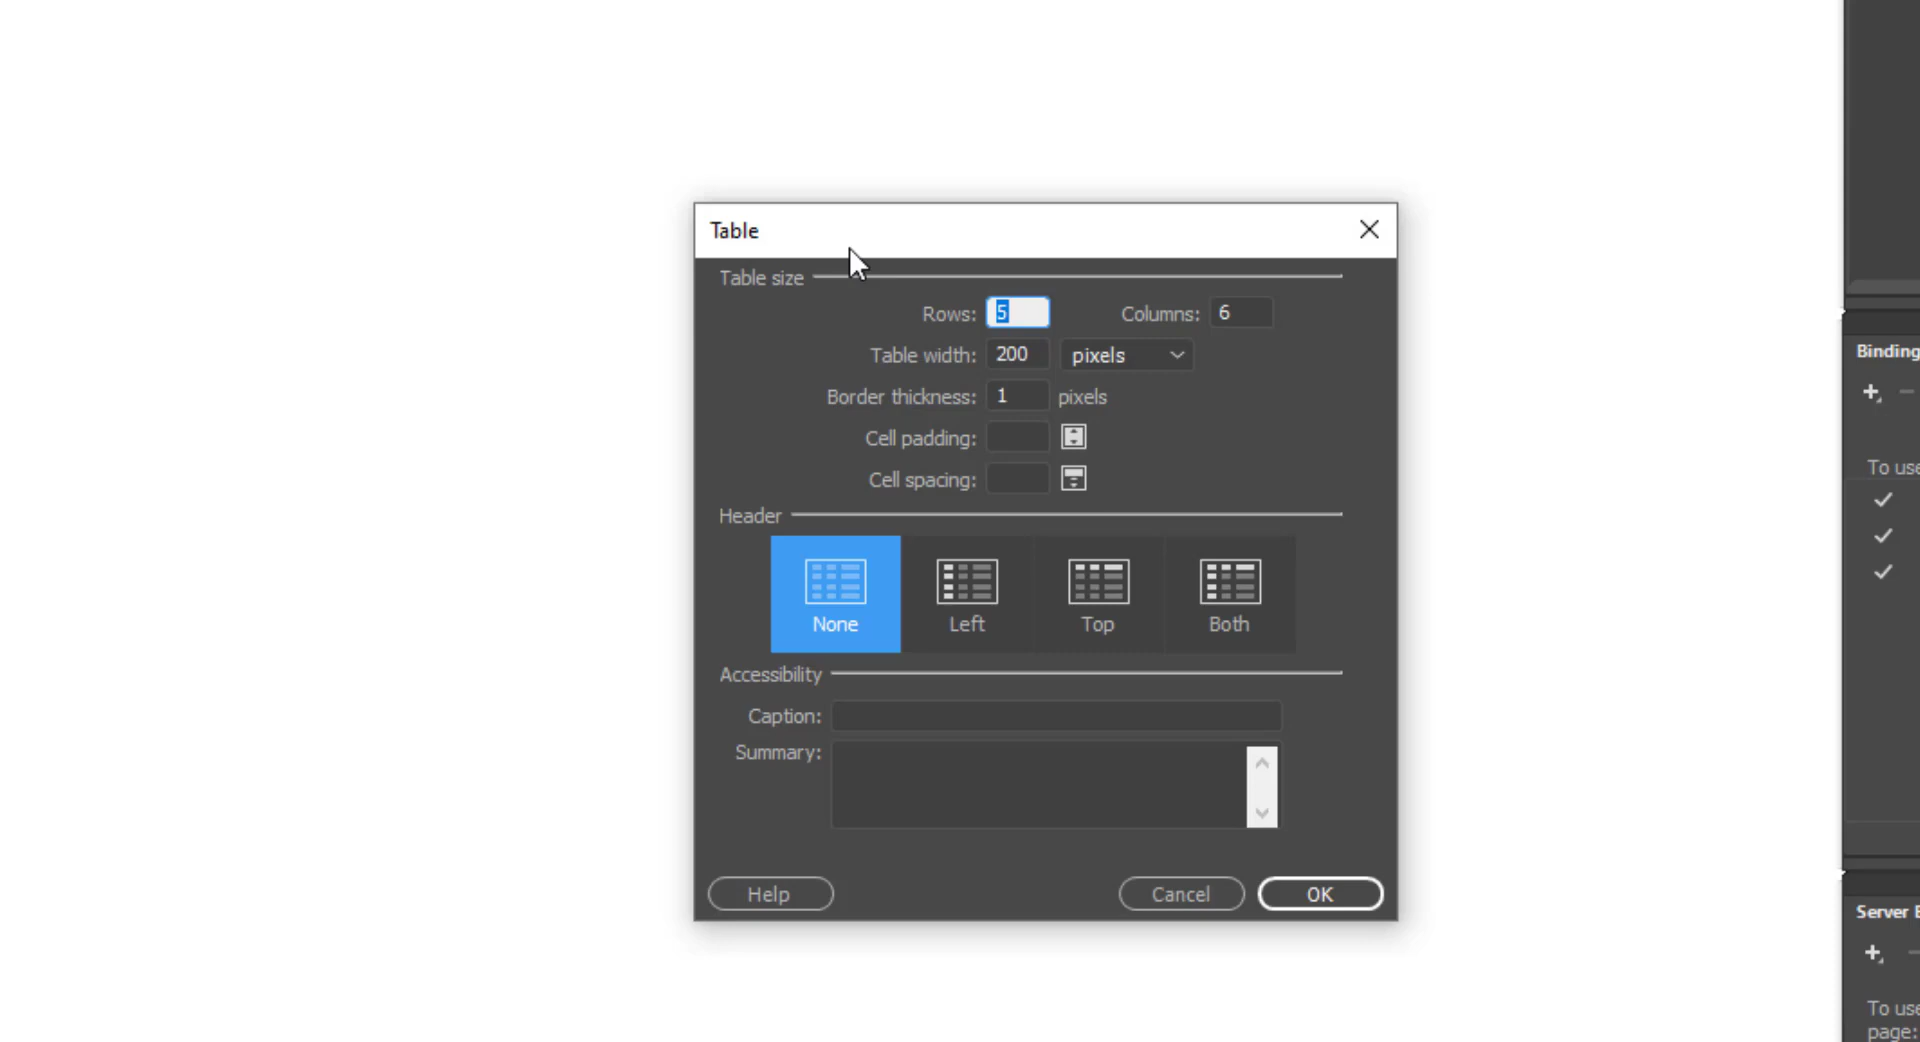 Table
Table size
Rows: 5 Columns: 6
Table width: 200 pixels
Border thickness: 1 pixels
Cell padding:
Cell spacing:
Header
None Left Top Both
Accessibility
Caption:
Summary:
Help Cancel OK
Binding
To use
Server
To use
page: